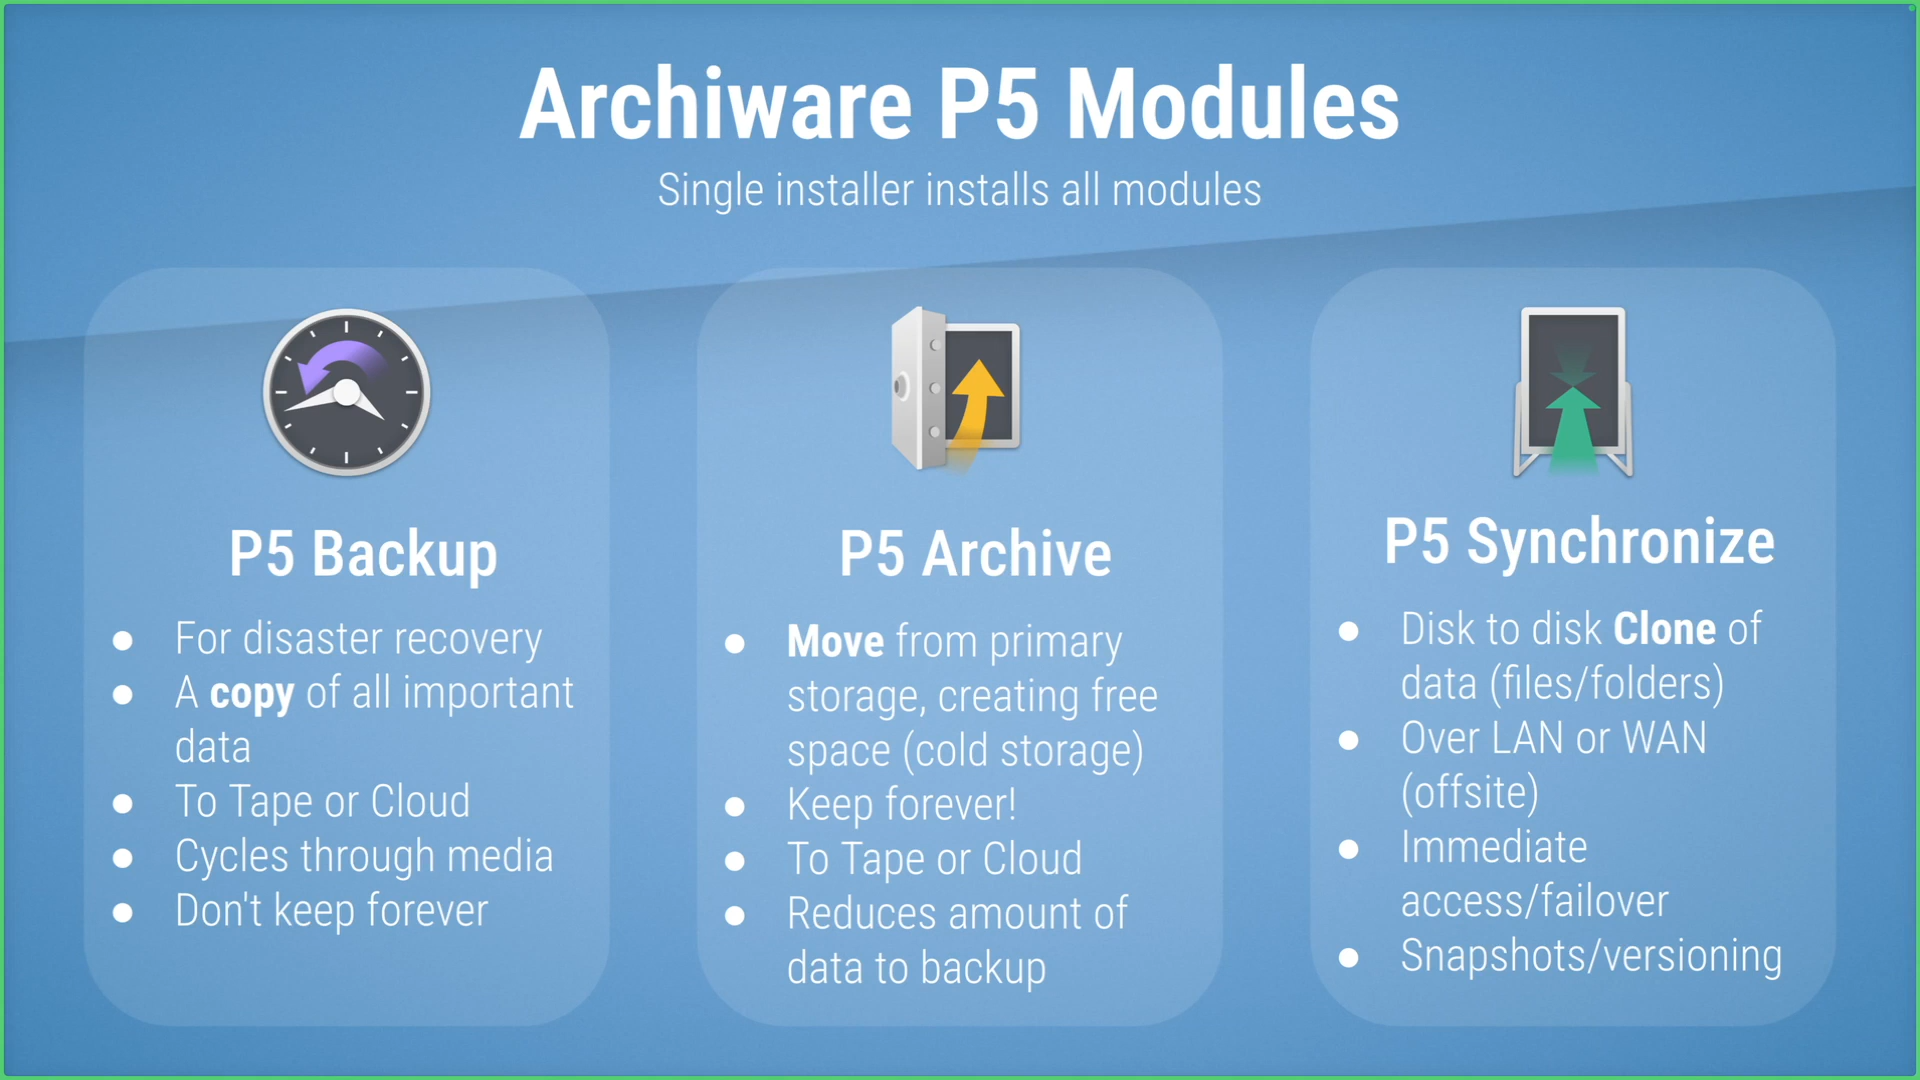 Archiware P5 Modules
Single installer installs all modules
P5 Backup
● For disaster recovery
● A copy of all important
data
● To Tape or Cloud
● Cycles through media
● Don't keep forever
P5 Archive
● Move from primary
storage, creating free
space (cold storage)
● Keep forever!
● To Tape or Cloud
● Reduces amount of
data to backup
P5 Synchronize
● Disk to disk Clone of
data (files/folders)
● Over LAN or WAN
(offsite)
● Immediate
access/failover
● Snapshots/versioning